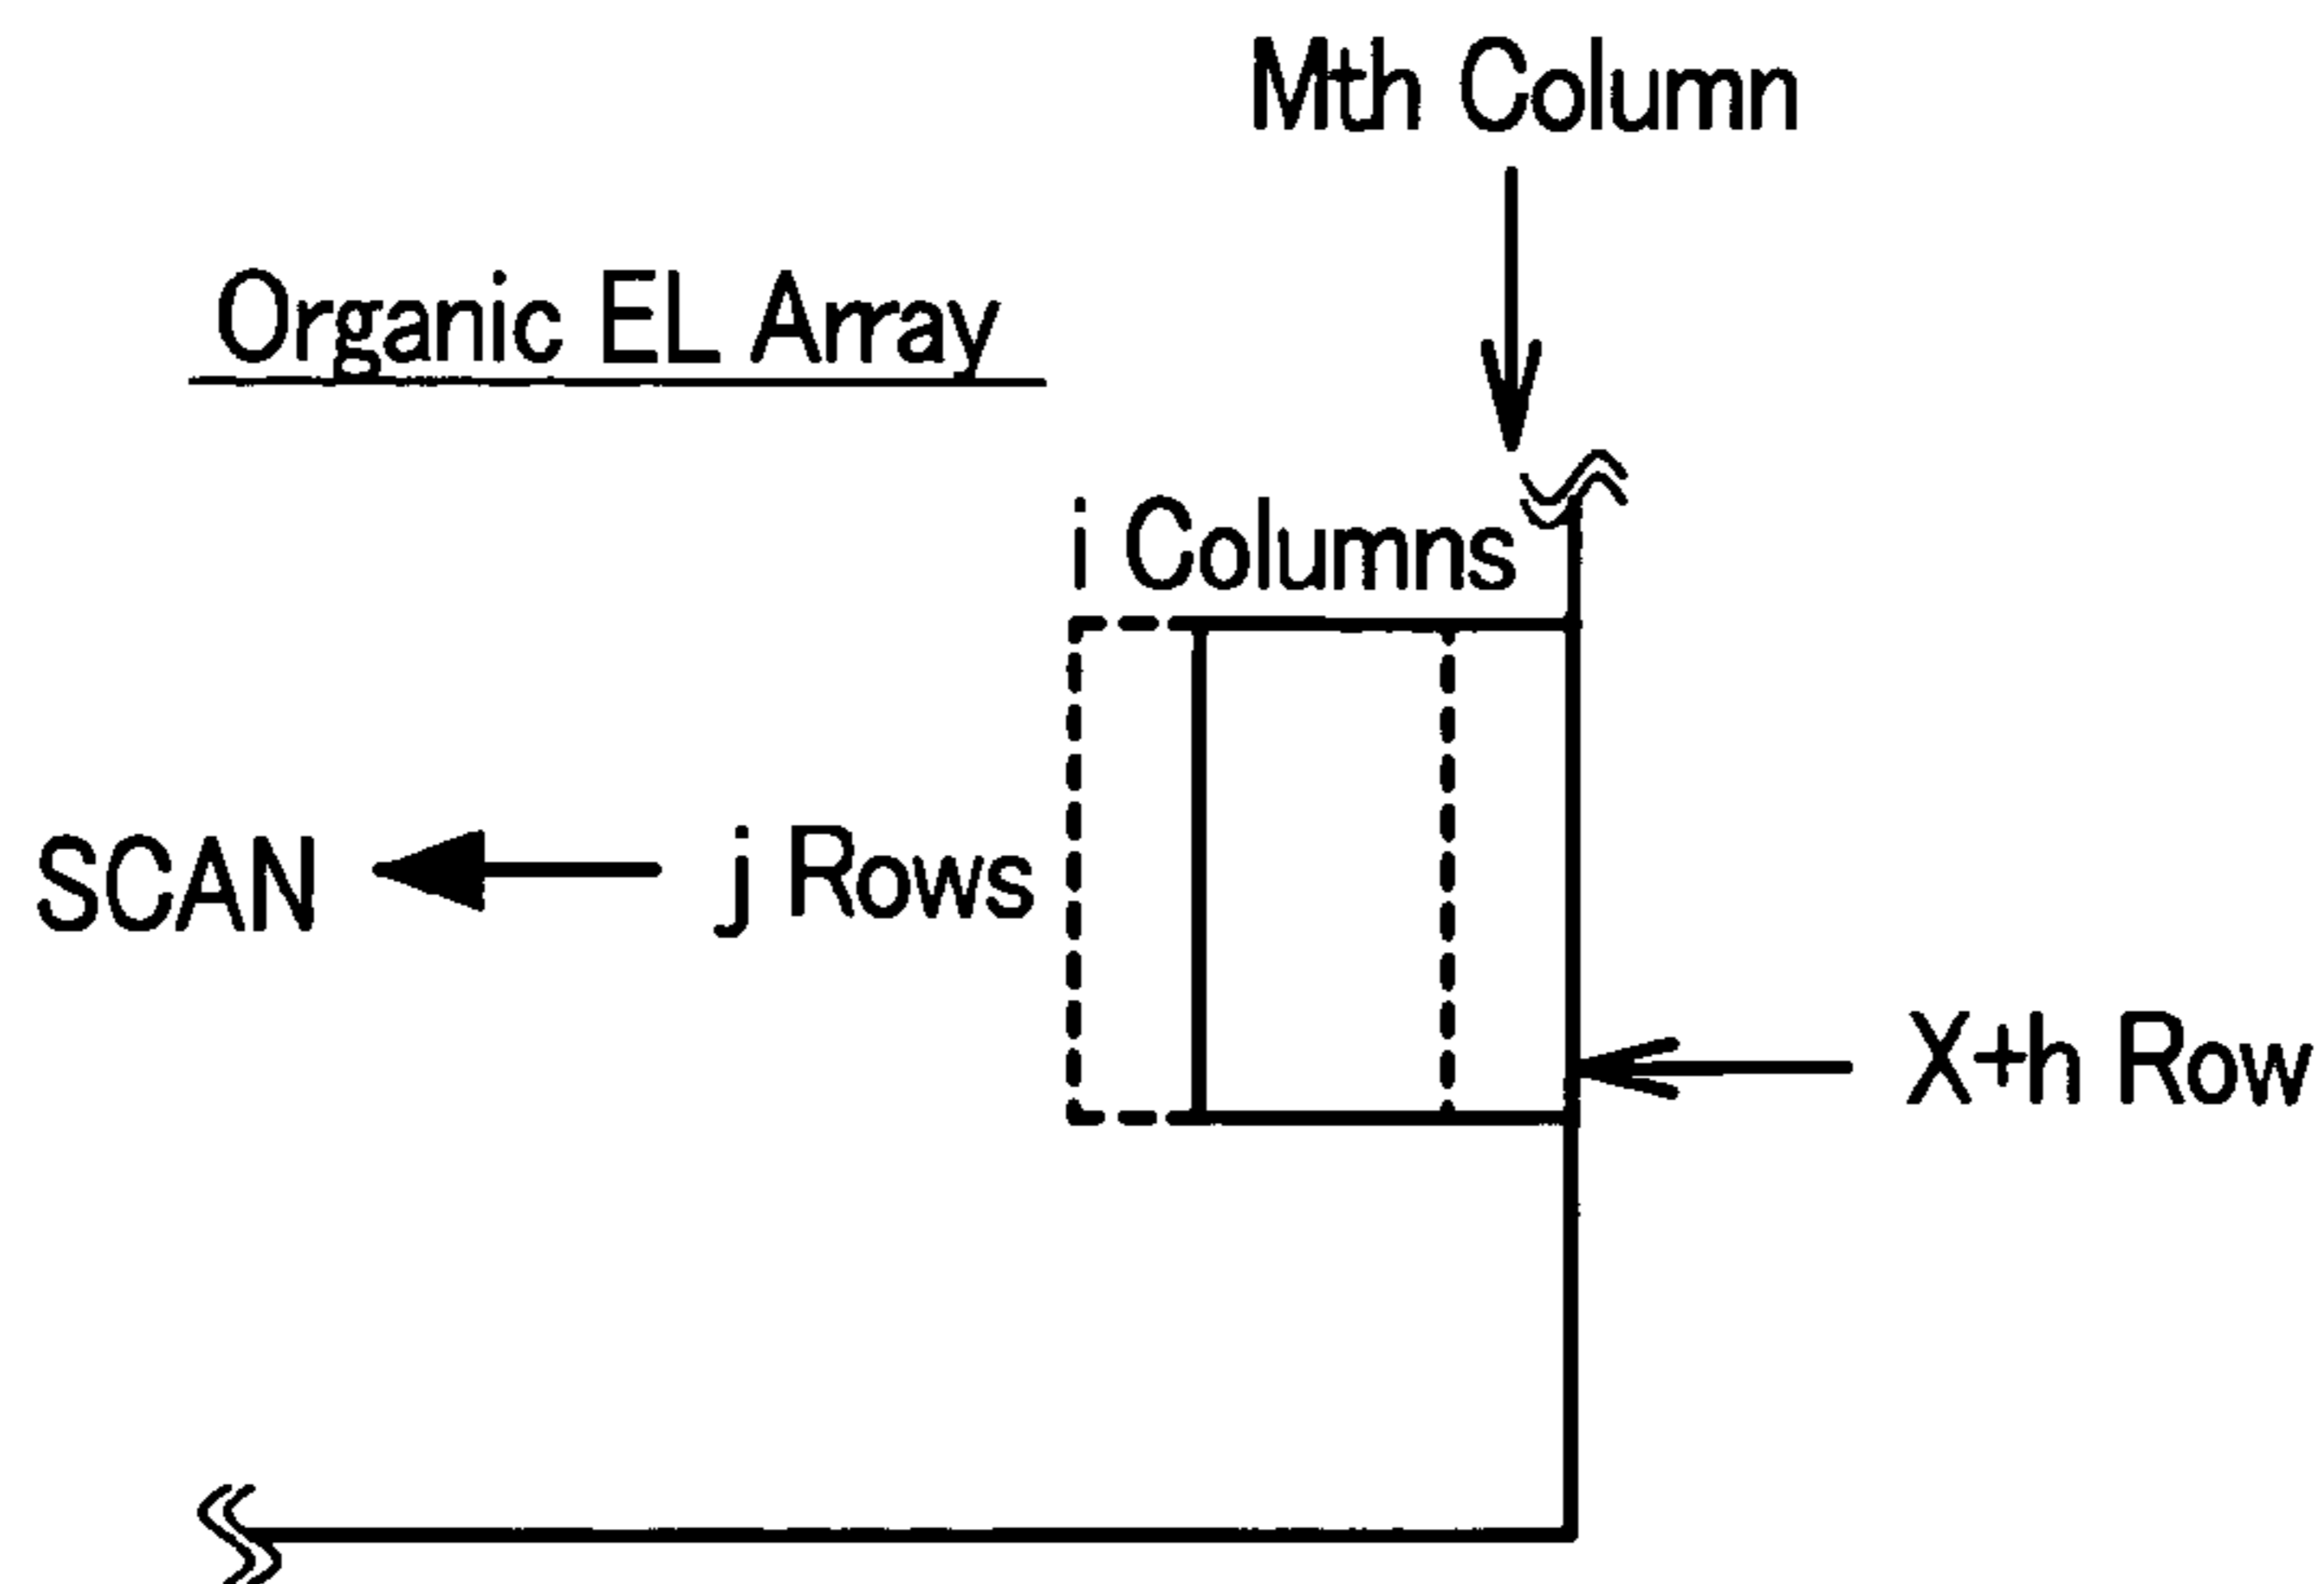 Mth Column
Organic EL Array
i Columns
SCAN
j Rows
X+h Row